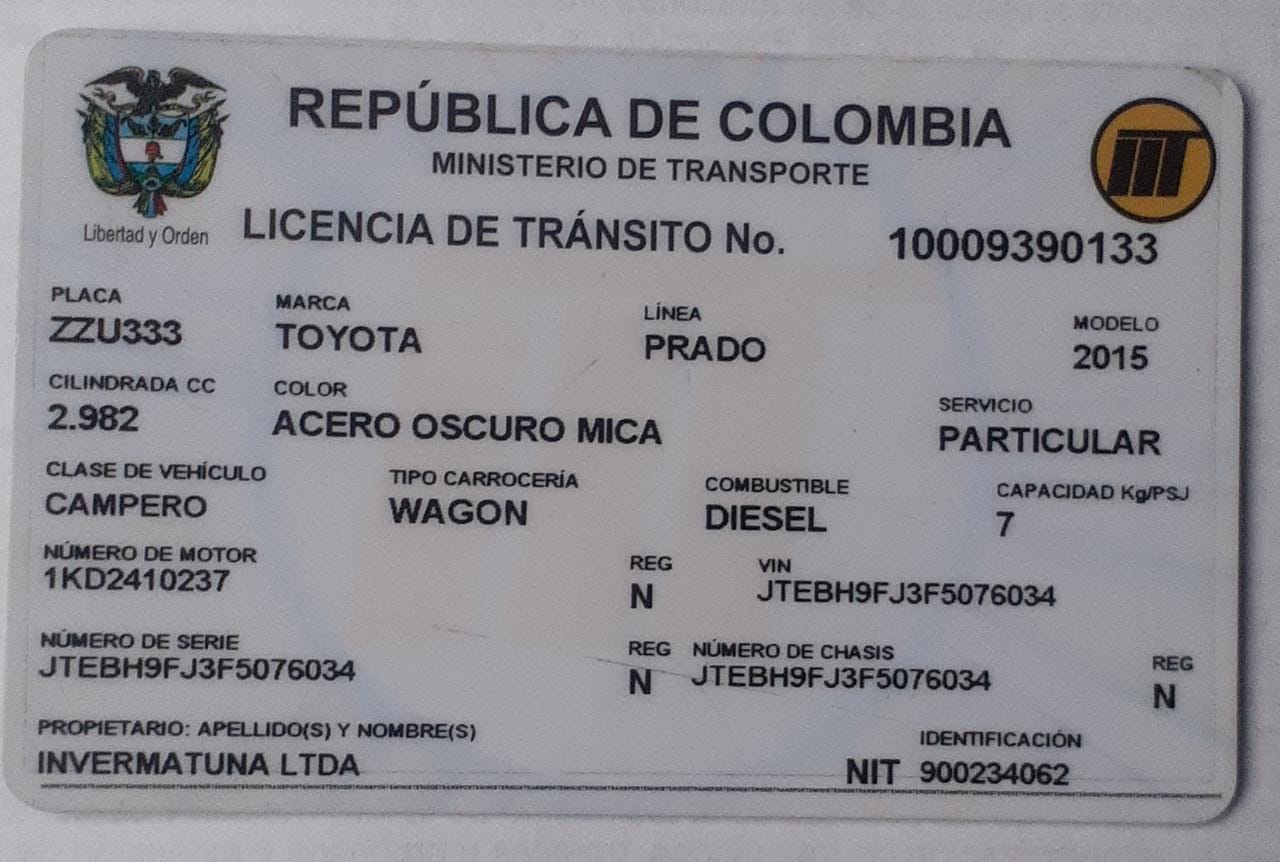 REPÚBLICA DE COLOMBIA
MINISTERIO DE TRANSPORTE
Libertad y Orden
LICENCIA DE TRÁNSITO No. 10009390133
PLACA MARCA LÍNEA MODELO
ZZU333 TOYOTA PRADO 2015
CILINDRADA CC COLOR SERVICIO
2.982 ACERO OSCURO MICA PARTICULAR
CLASE DE VEHÍCULO TIPO CARROCERÍA COMBUSTIBLE CAPACIDAD Kg/PSJ
CAMPERO WAGON DIESEL 7
NÚMERO DE MOTOR REG VIN
1KD2410237 N JTEBH9FJ3F5076034
NÚMERO DE SERIE REG NÚMERO DE CHASIS REG
JTEBH9FJ3F5076034 N JTEBH9FJ3F5076034 N
PROPIETARIO: APELLIDO(S) Y NOMBRE(S) IDENTIFICACIÓN
INVERMATUNA LTDA NIT 900234062